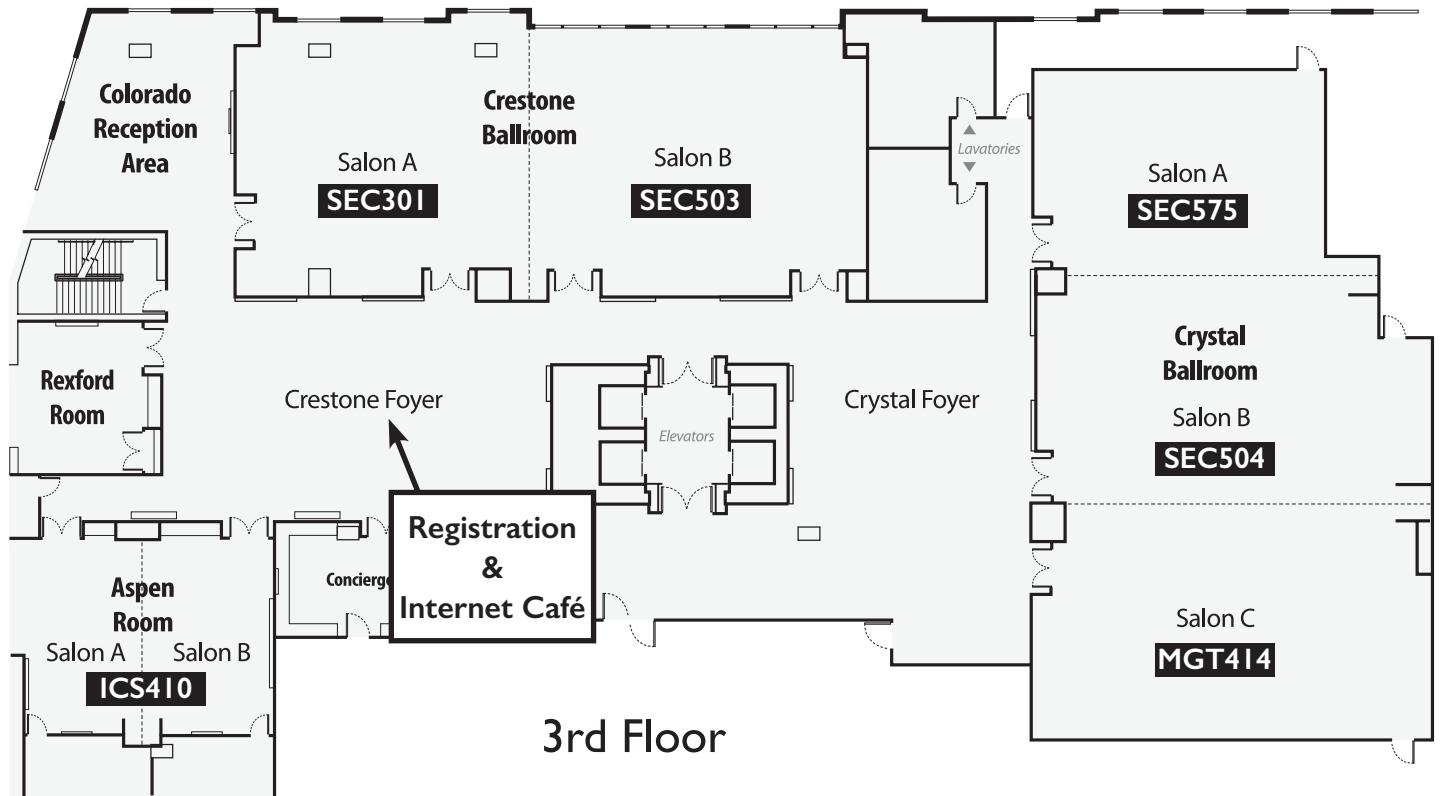 Colorado
Reception
Area
Crestone
Ballroom
Salon A
SEC301
Salon B
SEC503
Lavatories
Salon A
SEC575
Crystal
Ballroom
Salon B
SEC504
Salon C
MGT414
Rexford
Room
Crestone Foyer
Elevators
Crystal Foyer
Registration
&
Internet Café
Concierge
Aspen
Room
Salon A
Salon B
ICS410
3rd Floor